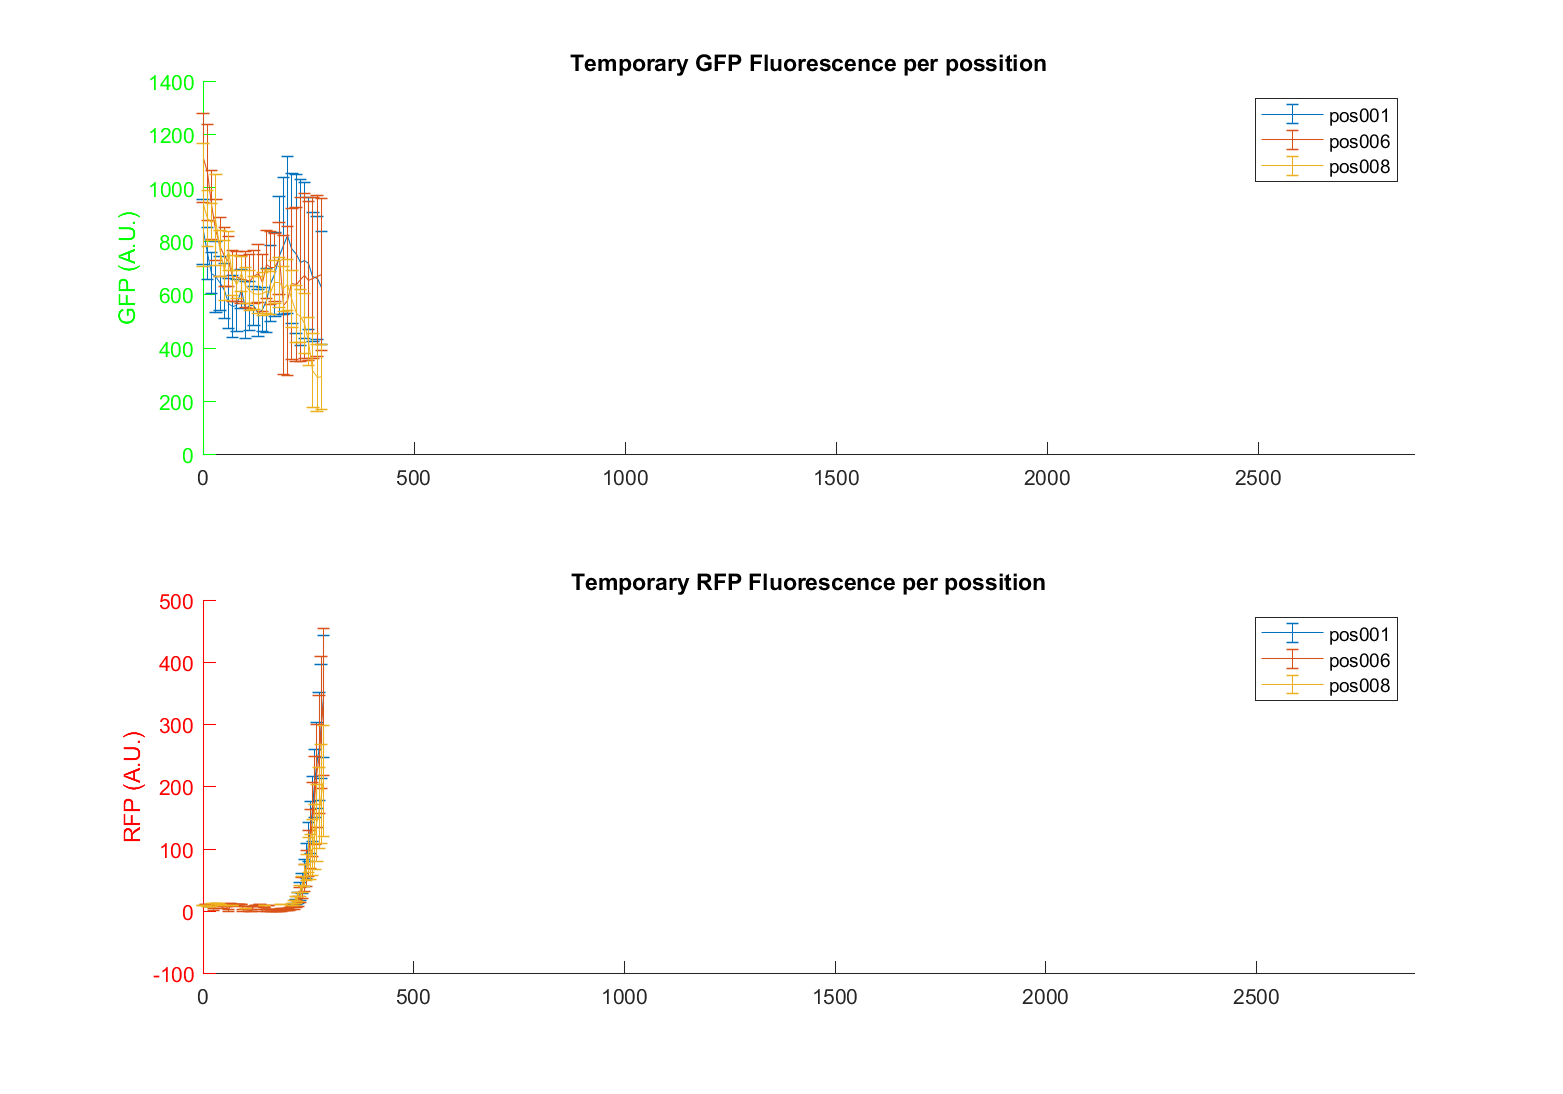 Temporary GFP Fluorescence per possition
1400
1200
1000
800
600
400
200
0
GFP (A.U.)
0 500 1000 1500 2000 2500
pos001
pos006
pos008
Temporary RFP Fluorescence per possition
500
400
300
200
100
0
-100
RFP (A.U.)
0 500 1000 1500 2000 2500
pos001
pos006
pos008